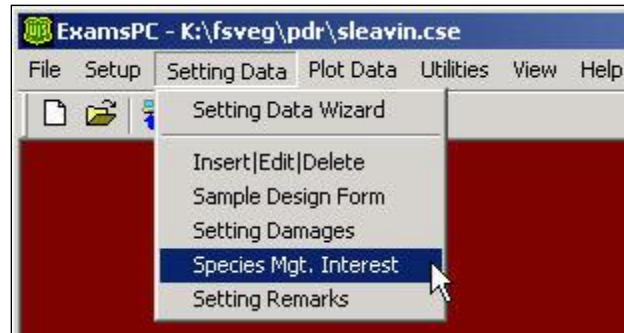 ExamsPC - K:\fsveg\pdr\sleavin.cse
File Setup Setting Data Plot Data Utilities View Help
Setting Data Wizard
Insert|Edit|Delete
Sample Design Form
Setting Damages
Species Mgt. Interest
Setting Remarks